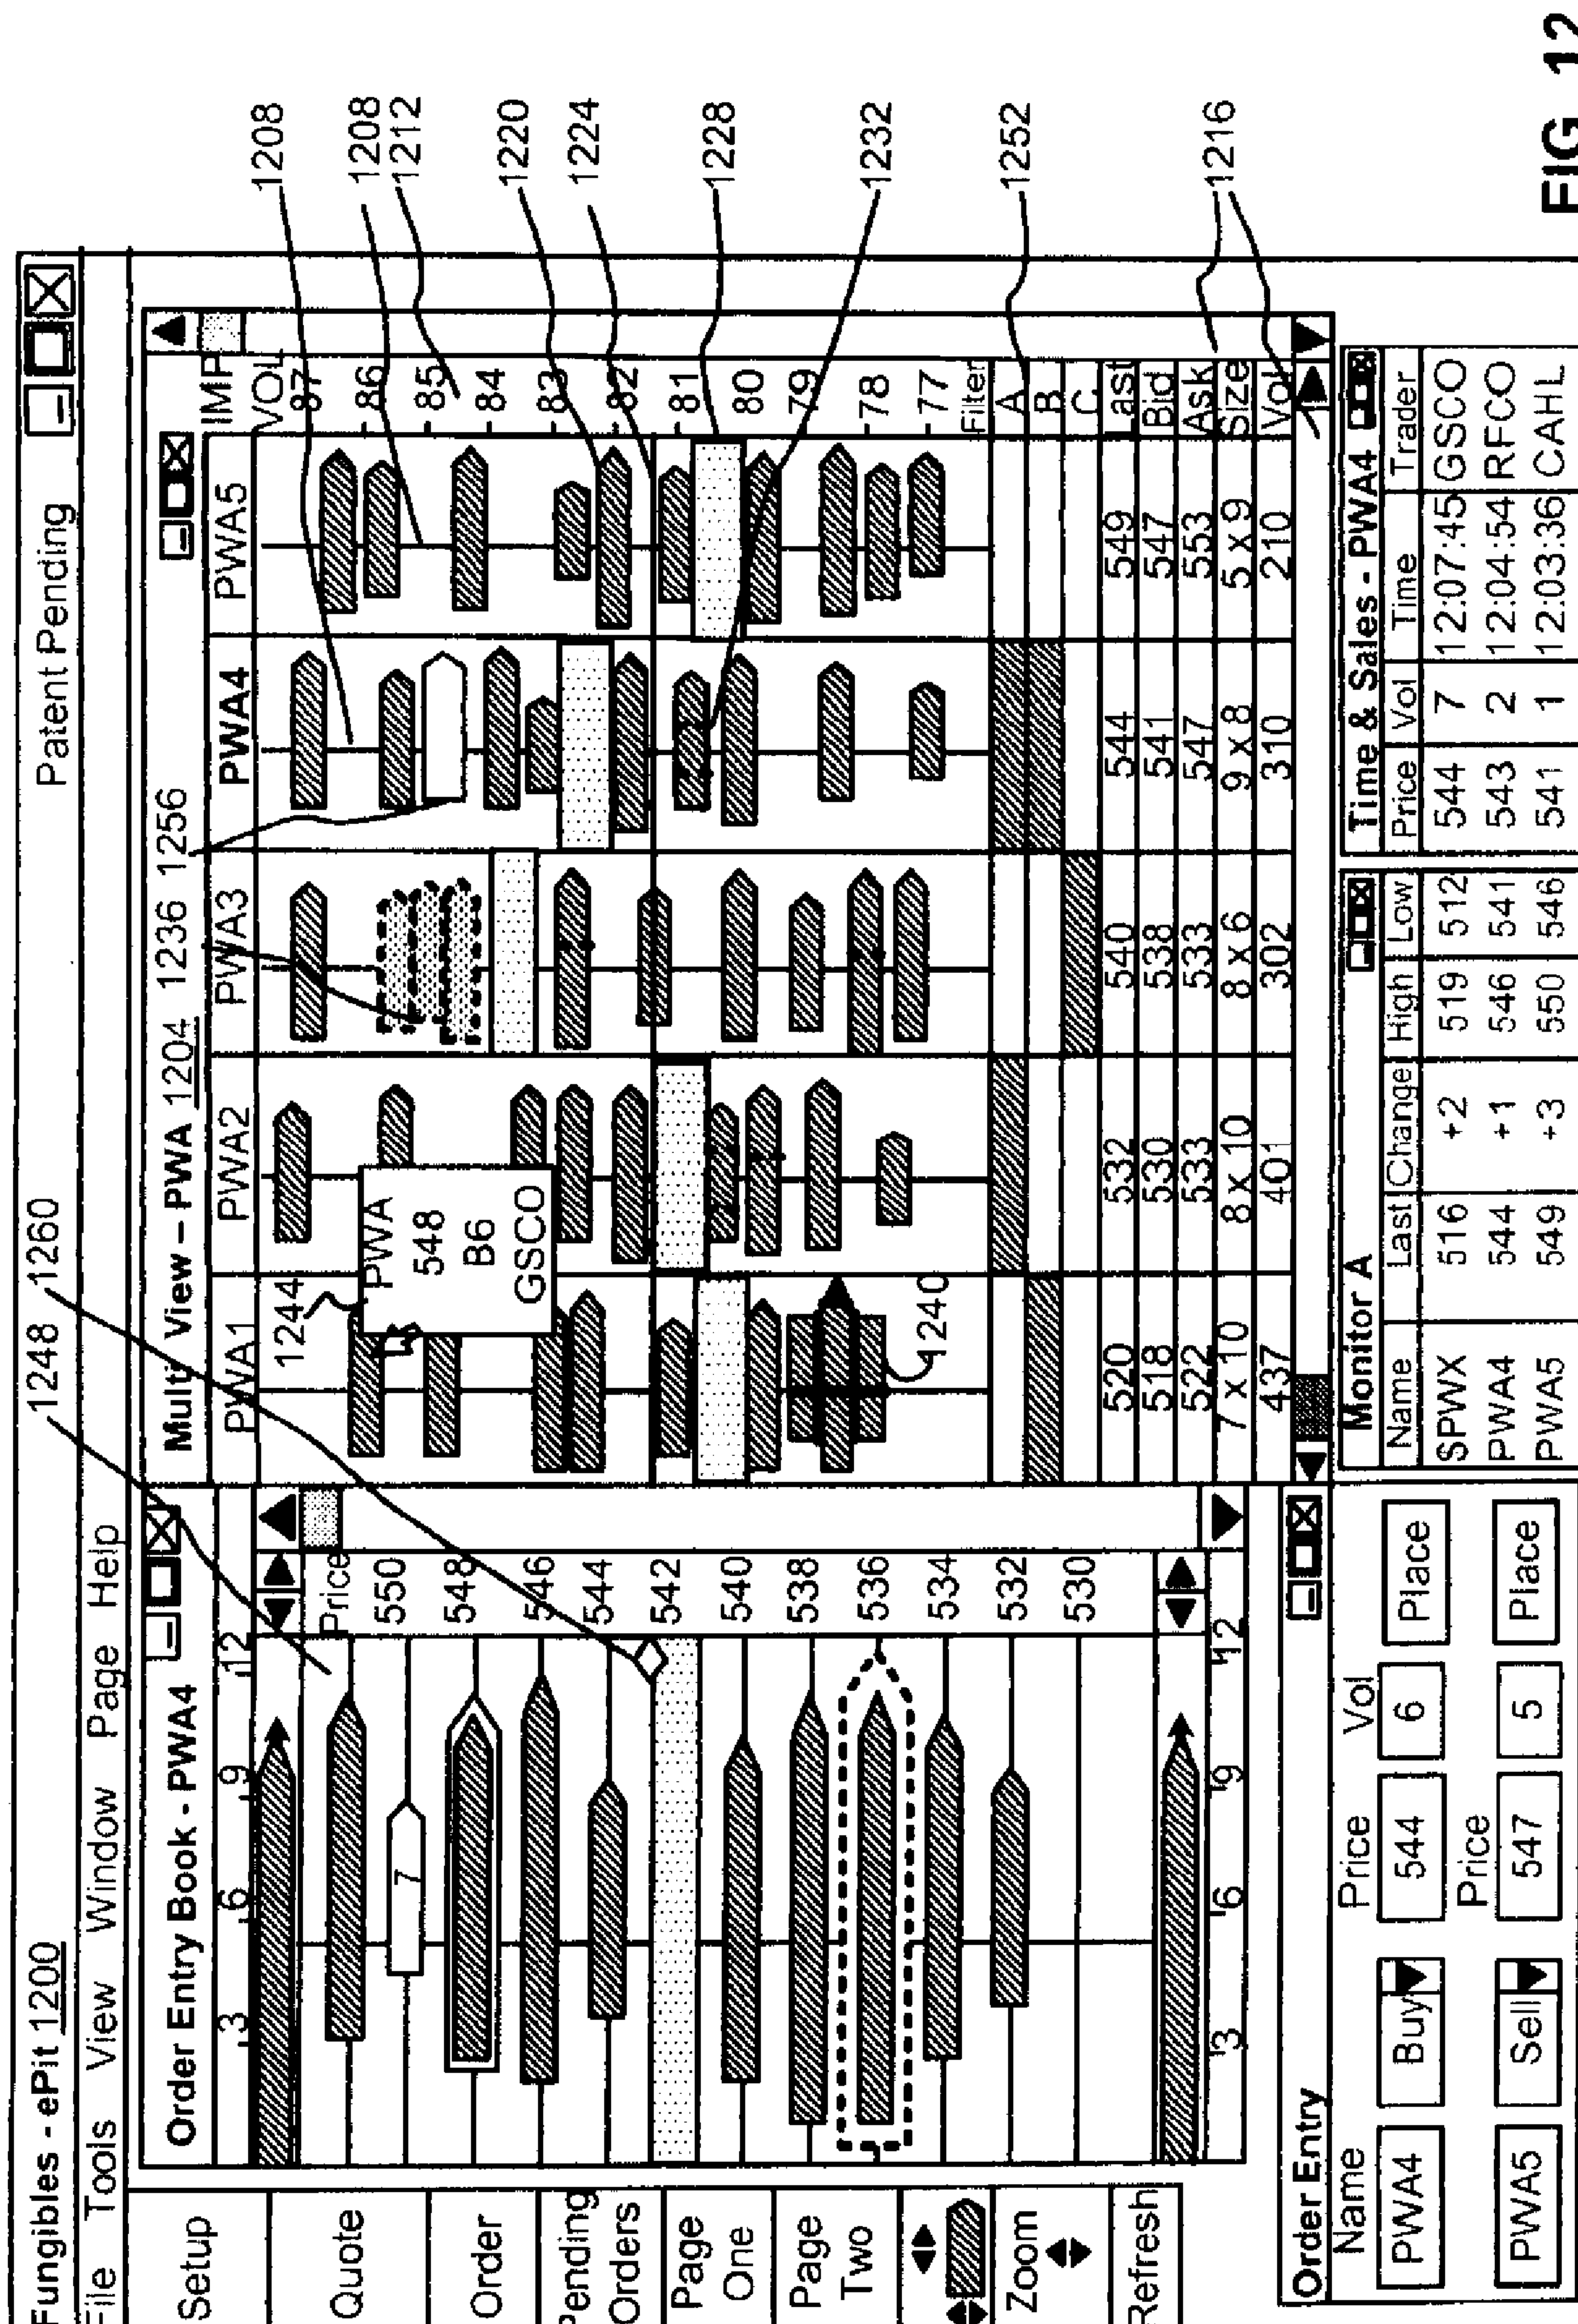 Fungibles - ePit 1200
Patent Pending
File Tools View Window Page Help
1248 1260
Setup
Quote
Order
Pending
Orders
Page
One
Page
Two
Zoom
Refresh
Order Entry Book - PWA4
3 6 9 12
Price
550
548
546
544
542
540
538
536
534
532
530
7
3 6 9 12
Multi View – PWA 1204 1236 1256
PWA1 PWA2 PWA3 PWA4 PWA5
IMP
VOL
87
86
85
84
83
82
81
80
79
78
77
Filter
A
B
C
1244
PWA
548
B6
GSCO
1240
520 532 540 544 549 Last
518 530 538 541 547 Bid
522 533 533 547 553 Ask
7 x 10 8 x 10 8 x 6 9 x 8 5 x 9 Size
437 401 302 310 210 Vol
1208
1208
1212
1220
1224
1228
1232
1252
1216
Order Entry
Name Price Vol
PWA4 Buy 544 6 Place
Price
PWA5 Sell 547 5 Place
Monitor A
Name Last Change High Low
SPWX 516 +2 519 512
PWA4 544 +1 546 541
PWA5 549 +3 550 546
Time & Sales - PWA4
Price Vol Time Trader
544 7 12:07:45 GSCO
543 2 12:04:54 RFCO
541 1 12:03:36 CAHL
FIG. 12